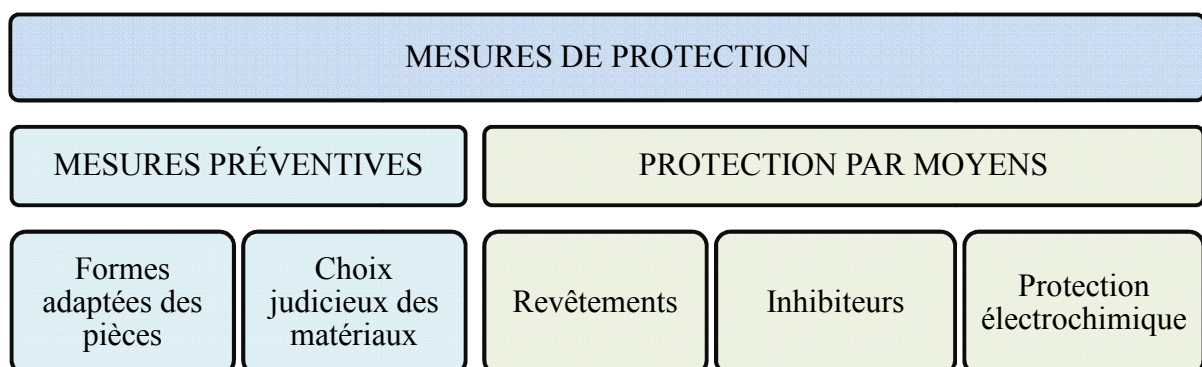 MESURES DE PROTECTION
MESURES PRÉVENTIVES
PROTECTION PAR MOYENS
Formes
adaptées des
pièces
Choix
judicieux des
matériaux
Revêtements
Inhibiteurs
Protection
électrochimique